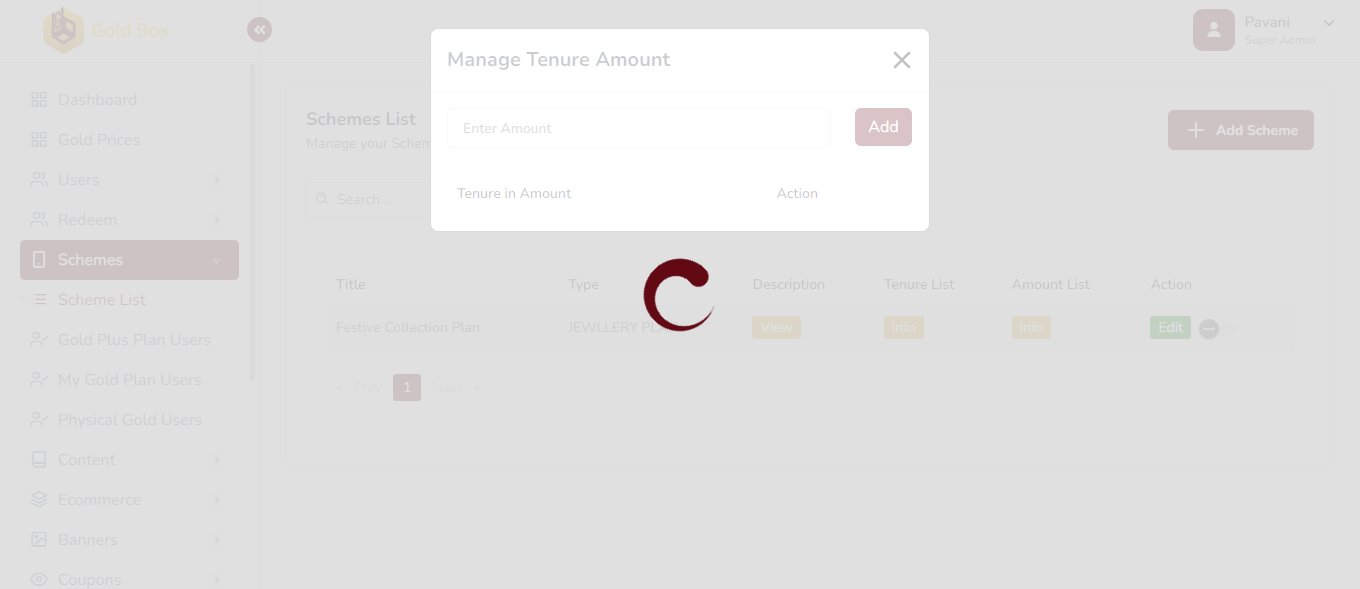 Gold Box
Pavani
Super Admin
Manage Tenure Amount
Enter Amount
Add
Tenure in Amount
Action
Dashboard
Gold Prices
Users
Redeem
Schemes
Scheme List
Gold Plus Plan Users
My Gold Plan Users
Physical Gold Users
Content
Ecommerce
Banners
Coupons
Schemes List
Manage your Schem
Add Scheme
Search...
Title Type Description Tenure List Amount List Action
Festive Collection Plan JEWLLERY PL View Info Info Edit
« Prev 1 Next »